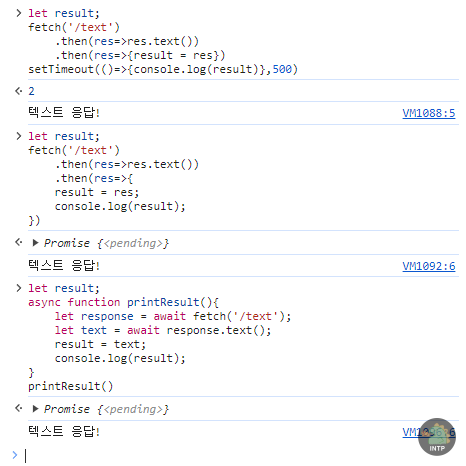 let result;
fetch('/text')
    .then(res=>res.text())
    .then(res=>{result = res})
setTimeout(()=>{console.log(result)},500)
2
텍스트 응답!    VM1088:5
let result;
fetch('/text')
    .then(res=>res.text())
    .then(res=>{
    result = res;
    console.log(result);
})
Promise {<pending>}
텍스트 응답!    VM1092:6
let result;
async function printResult(){
    let response = await fetch('/text');
    let text = await response.text();
    result = text;
    console.log(result);
}
printResult()
Promise {<pending>}
텍스트 응답!
INTP